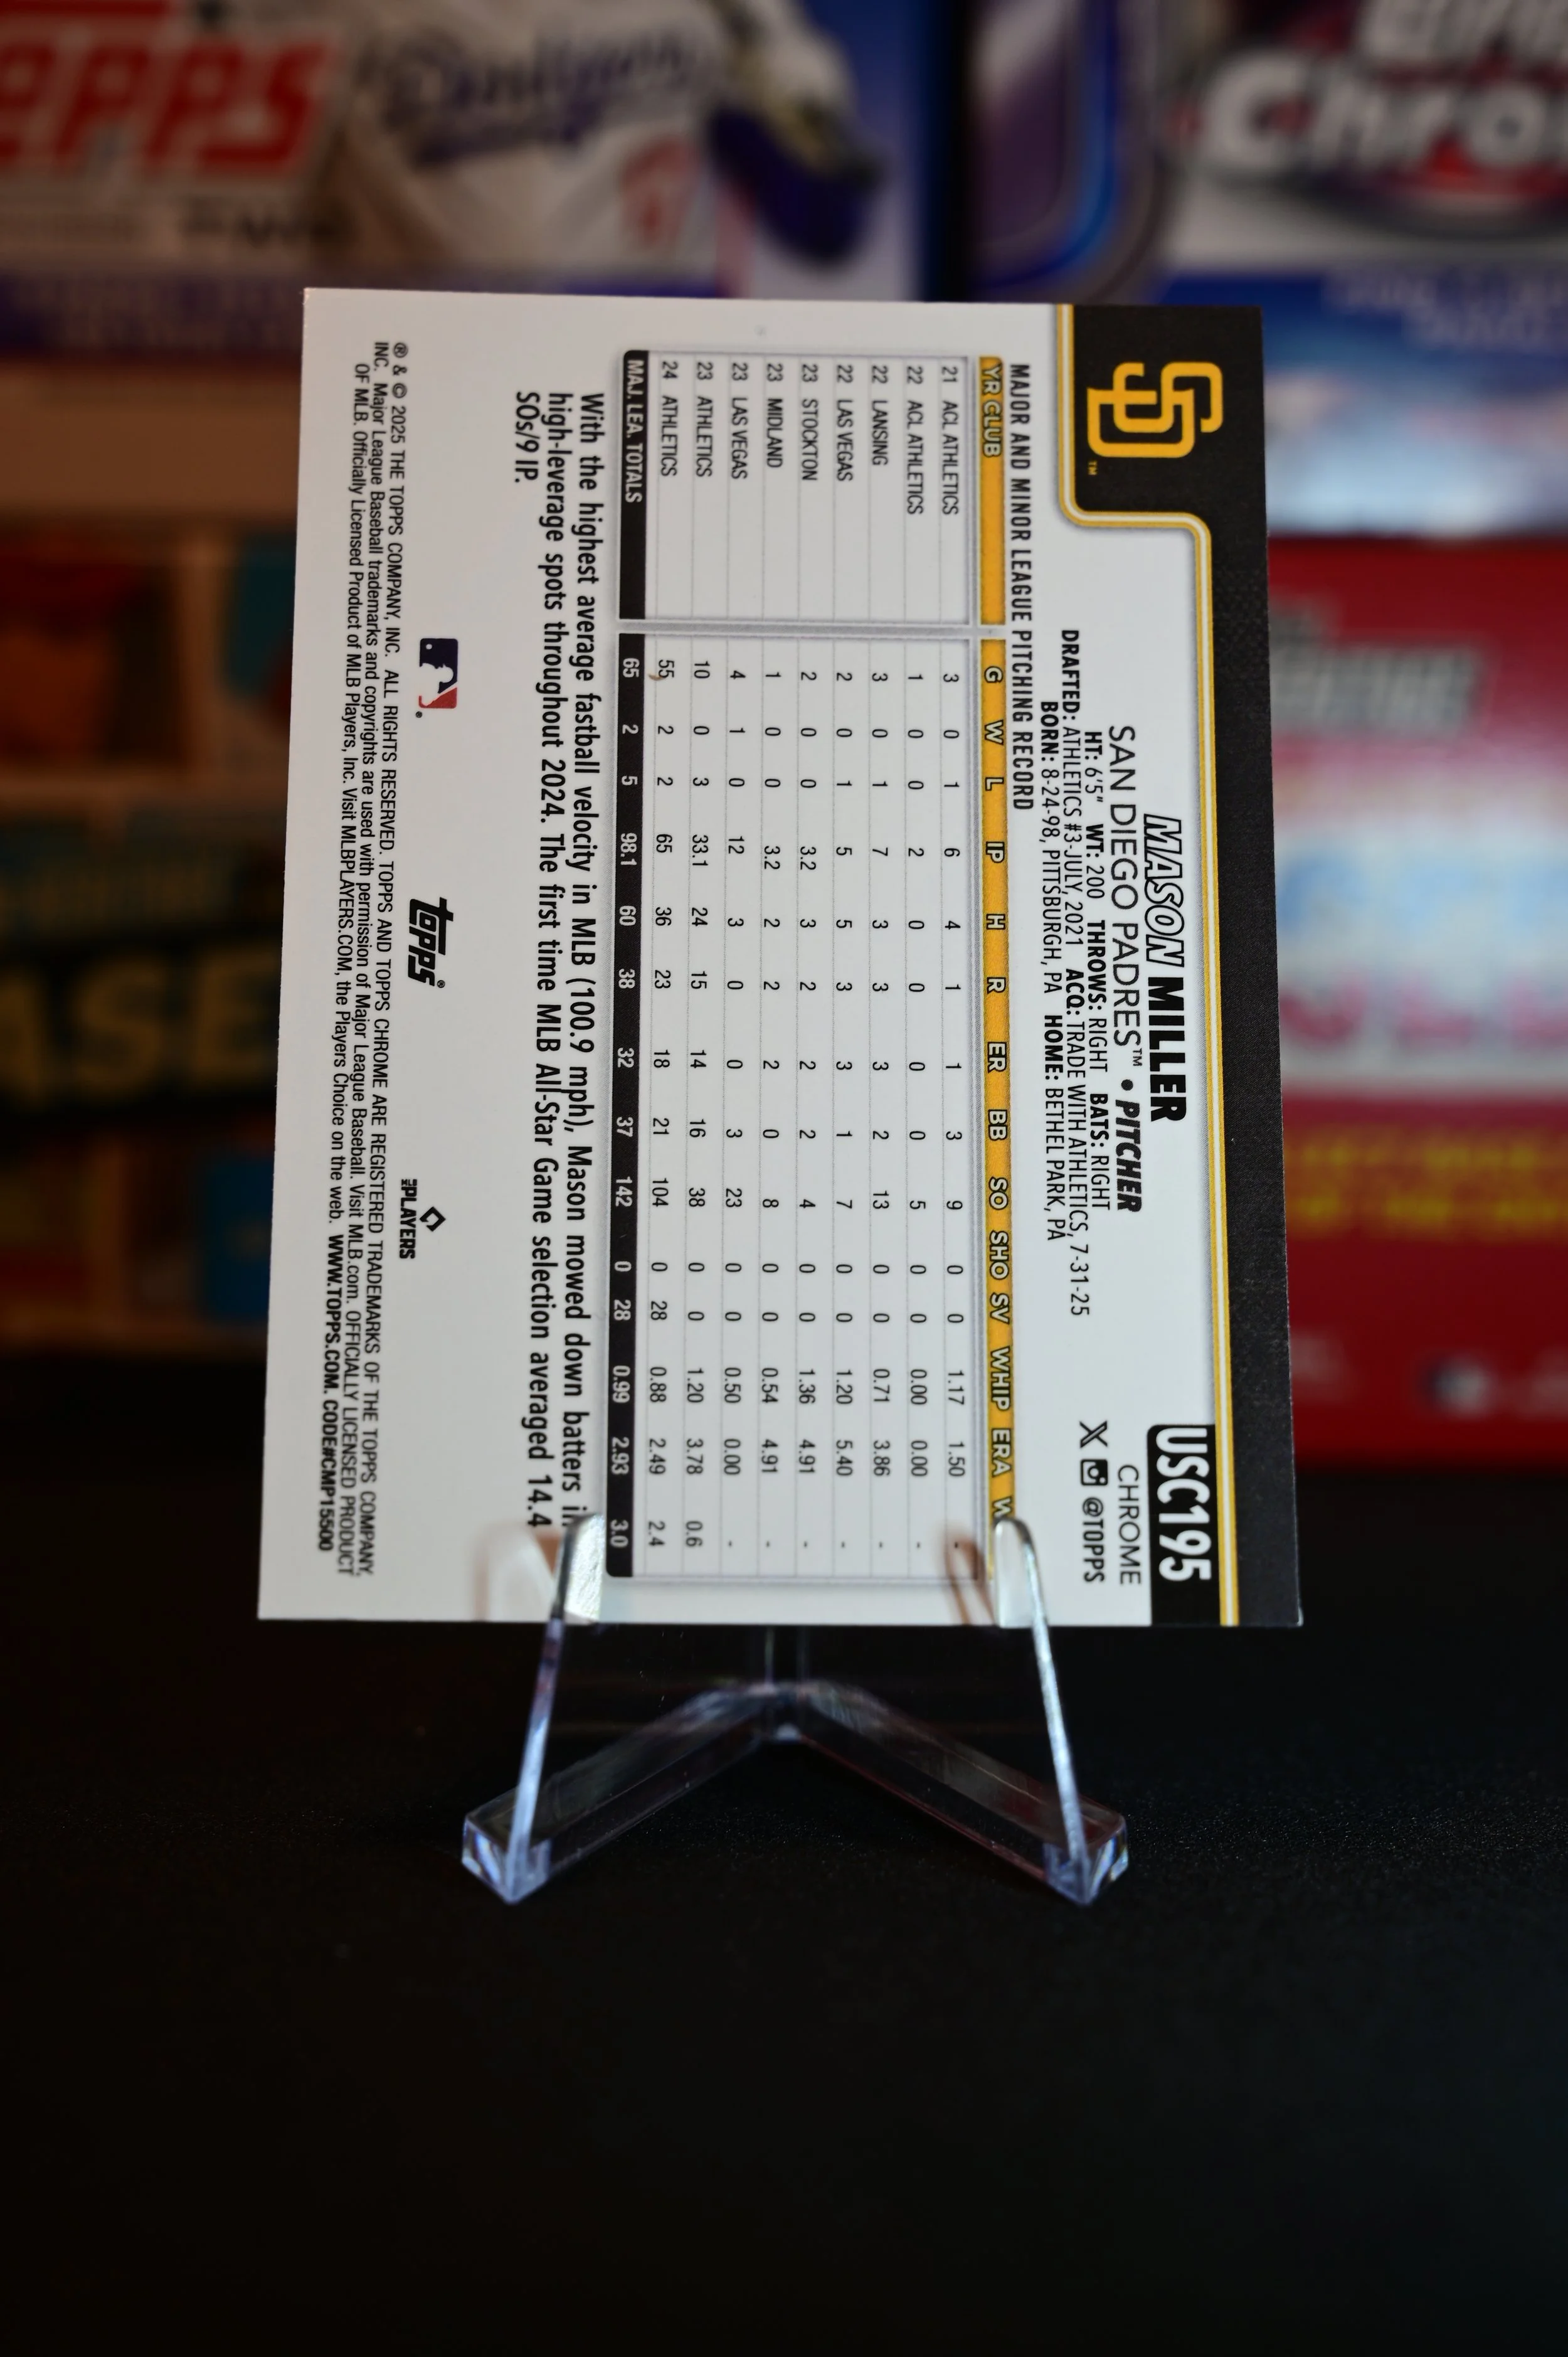 TOPPS
Dodgers
Chro
USC195
CHROME
@TOPPS
SD™
MASON MILLER
SAN DIEGO PADRES™ • PITCHER
HT: 6'5" WT: 200 THROWS: RIGHT BATS: RIGHT
DRAFTED: ATHLETICS #3-JULY, 2021 ACQ: TRADE WITH ATHLETICS, 7-31-25
BORN: 8-24-98, PITTSBURGH, PA HOME: BETHEL PARK, PA
MAJOR AND MINOR LEAGUE PITCHING RECORD
YR CLUB G W L IP H R ER BB SO SHO SV WHIP ERA W
21 ACL ATHLETICS 3 0 1 6 4 1 1 3 9 0 0 1.17 1.50 -
22 ACL ATHLETICS 1 0 0 2 0 0 0 0 5 0 0 0.00 0.00 -
22 LANSING 3 0 1 7 3 3 3 2 13 0 0 0.71 3.86 -
22 LAS VEGAS 2 0 1 5 5 3 3 1 7 0 0 1.20 5.40 -
23 STOCKTON 2 0 0 3.2 3 2 2 2 4 0 0 1.36 4.91 -
23 MIDLAND 1 0 0 3.2 2 2 2 0 8 0 0 0.54 4.91 -
23 LAS VEGAS 4 1 0 12 3 0 0 3 23 0 0 0.50 0.00 -
23 ATHLETICS 10 0 3 33.1 24 15 14 16 38 0 0 1.20 3.78 0.6
24 ATHLETICS 55 2 2 65 36 23 18 21 104 0 28 0.88 2.49 2.4
MAJ. LEA. TOTALS 65 2 5 98.1 60 38 32 37 142 0 28 0.99 2.93 3.0
With the highest average fastball velocity in MLB (100.9 mph), Mason mowed down batters in
high-leverage spots throughout 2024. The first time MLB All-Star Game selection averaged 14.4
SOs/9 IP.
topps®
MLB PLAYERS
® & © 2025 THE TOPPS COMPANY, INC. ALL RIGHTS RESERVED. TOPPS AND TOPPS CHROME ARE REGISTERED TRADEMARKS OF THE TOPPS COMPANY,
INC. Major League Baseball trademarks and copyrights are used with permission of Major League Baseball. Visit MLB.com. OFFICIALLY LICENSED PRODUCT
OF MLB. Officially Licensed Product of MLB Players, Inc. Visit MLBPLAYERS.COM, the Players Choice on the web. WWW.TOPPS.COM. CODE#CMP15500